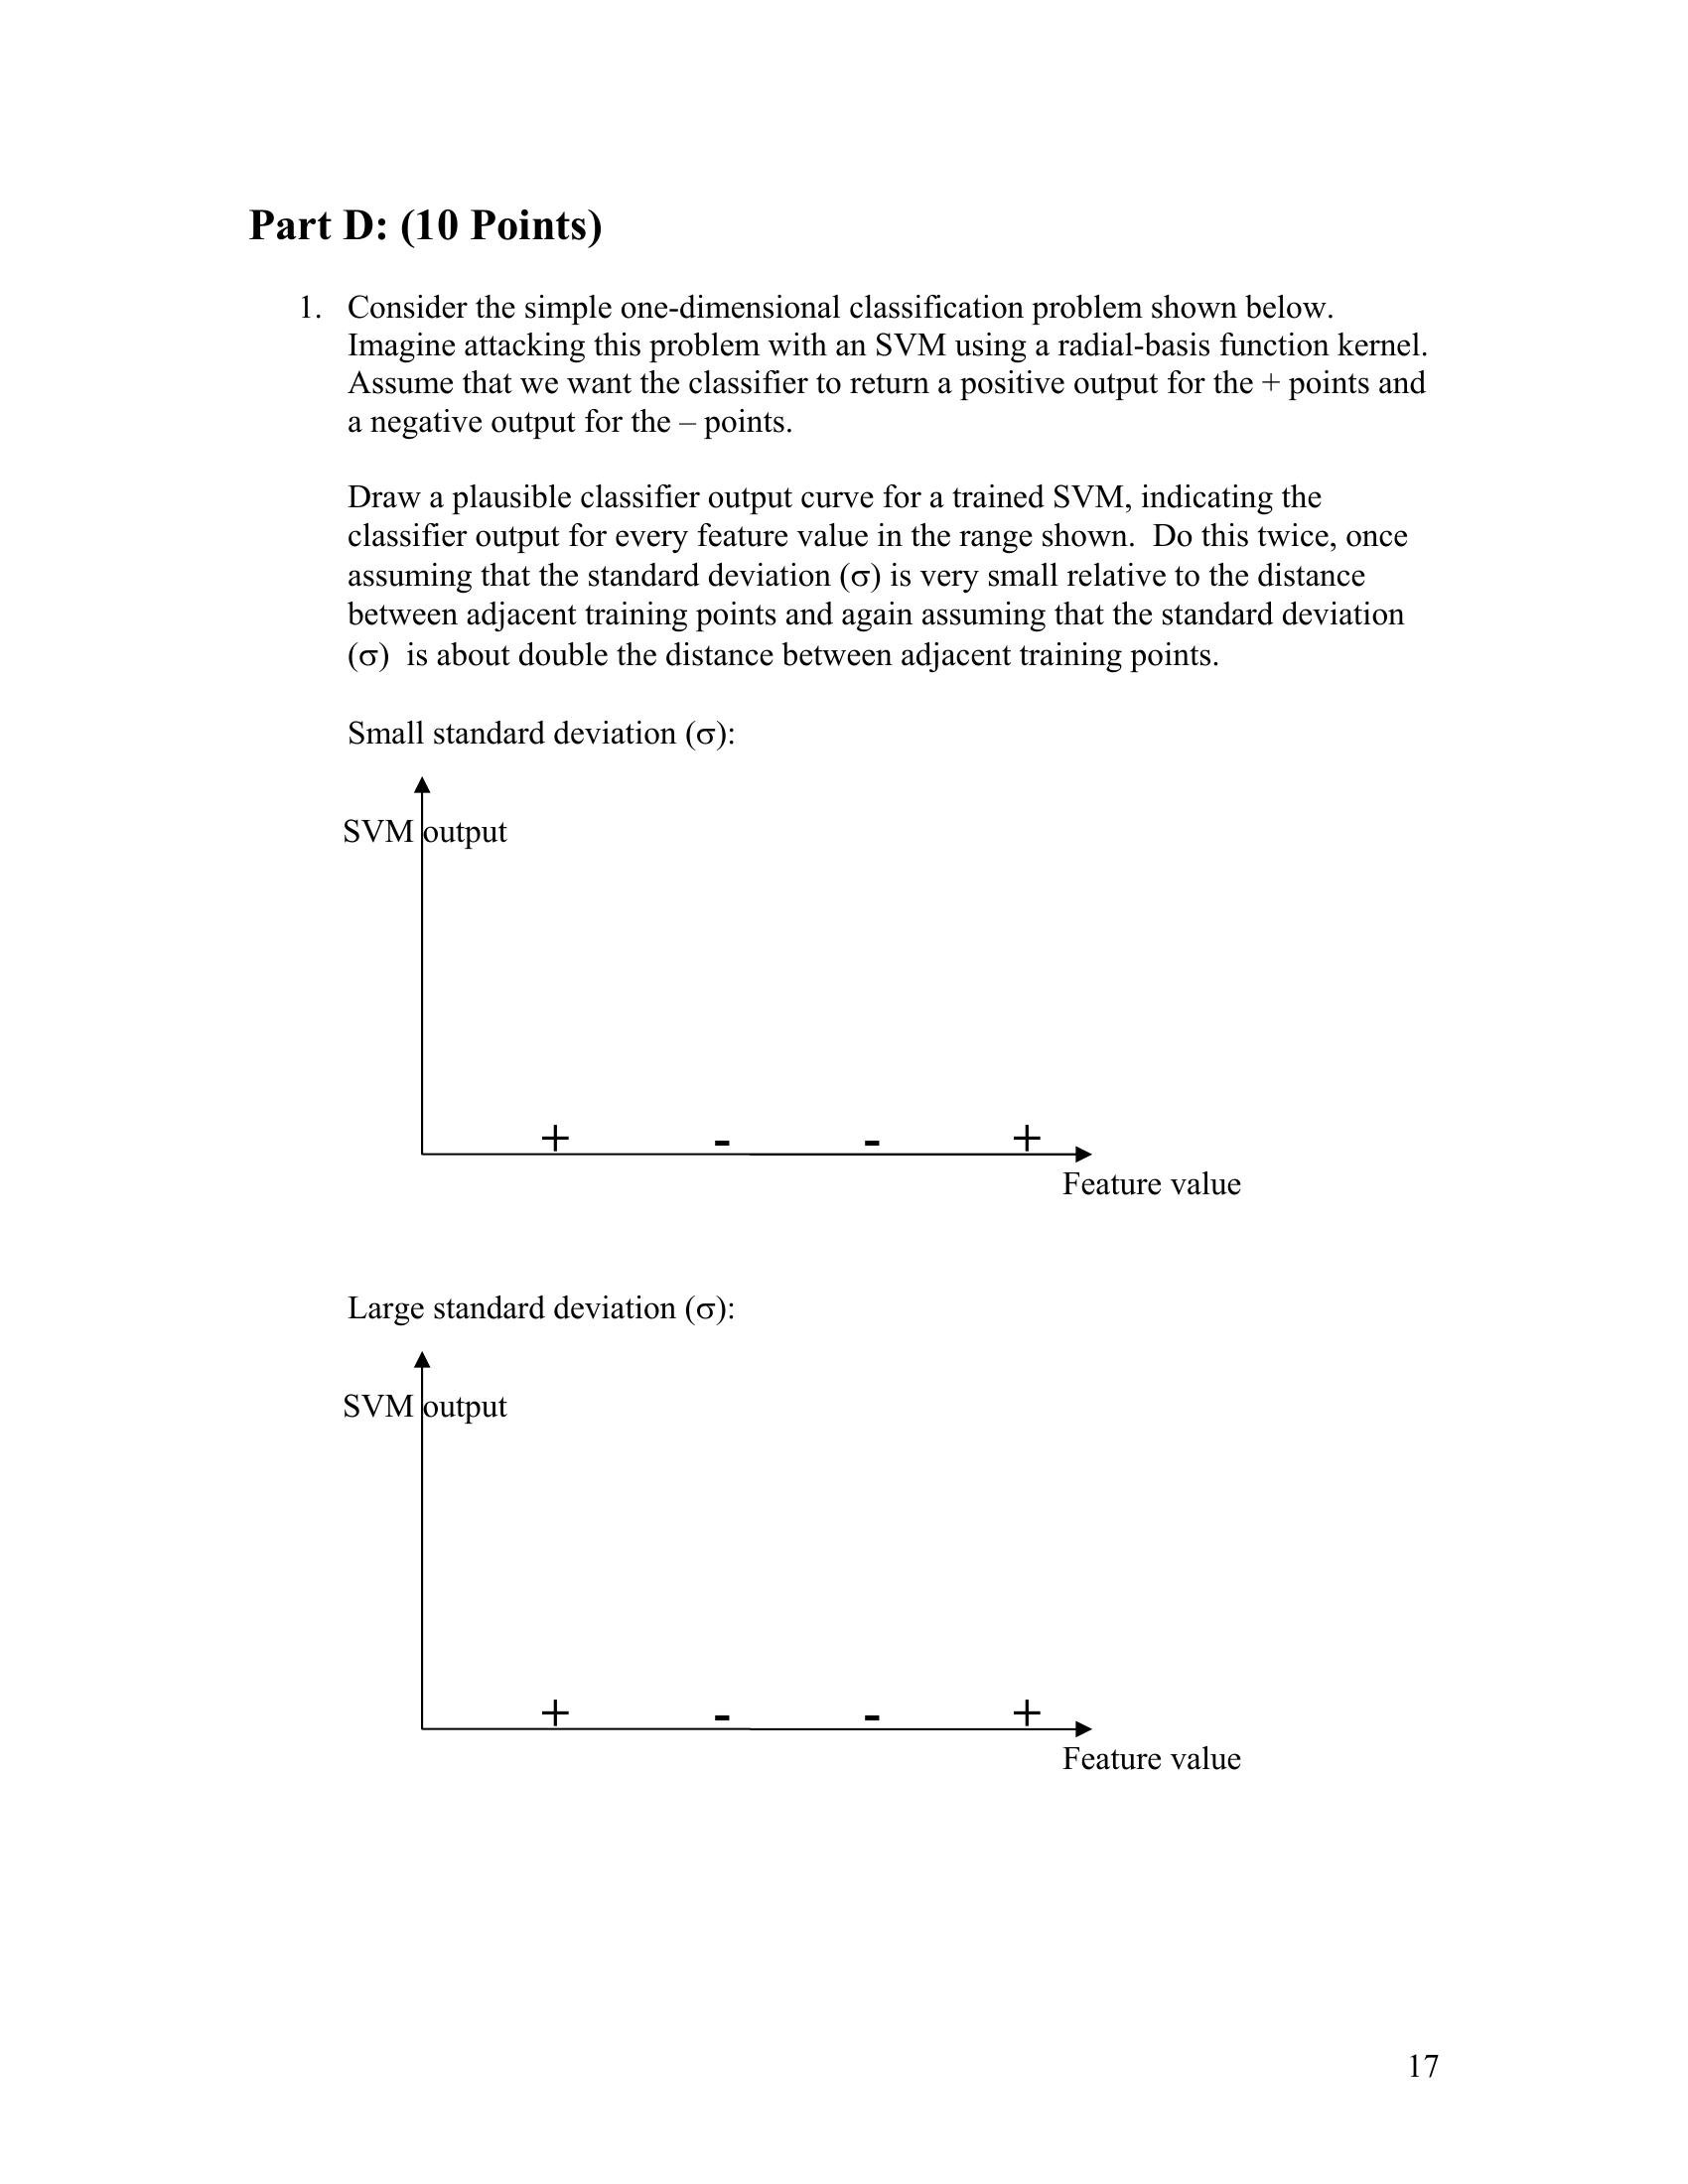 Part D: (10 Points)
1. Consider the simple one-dimensional classification problem shown below.
Imagine attacking this problem with an SVM using a radial-basis function kernel.
Assume that we want the classifier to return a positive output for the + points and
a negative output for the – points.
Draw a plausible classifier output curve for a trained SVM, indicating the
classifier output for every feature value in the range shown.  Do this twice, once
assuming that the standard deviation (σ) is very small relative to the distance
between adjacent training points and again assuming that the standard deviation
(σ)  is about double the distance between adjacent training points.
Small standard deviation (σ):
SVM output
+ - - +
Feature value
Large standard deviation (σ):
SVM output
+ - - +
Feature value
17